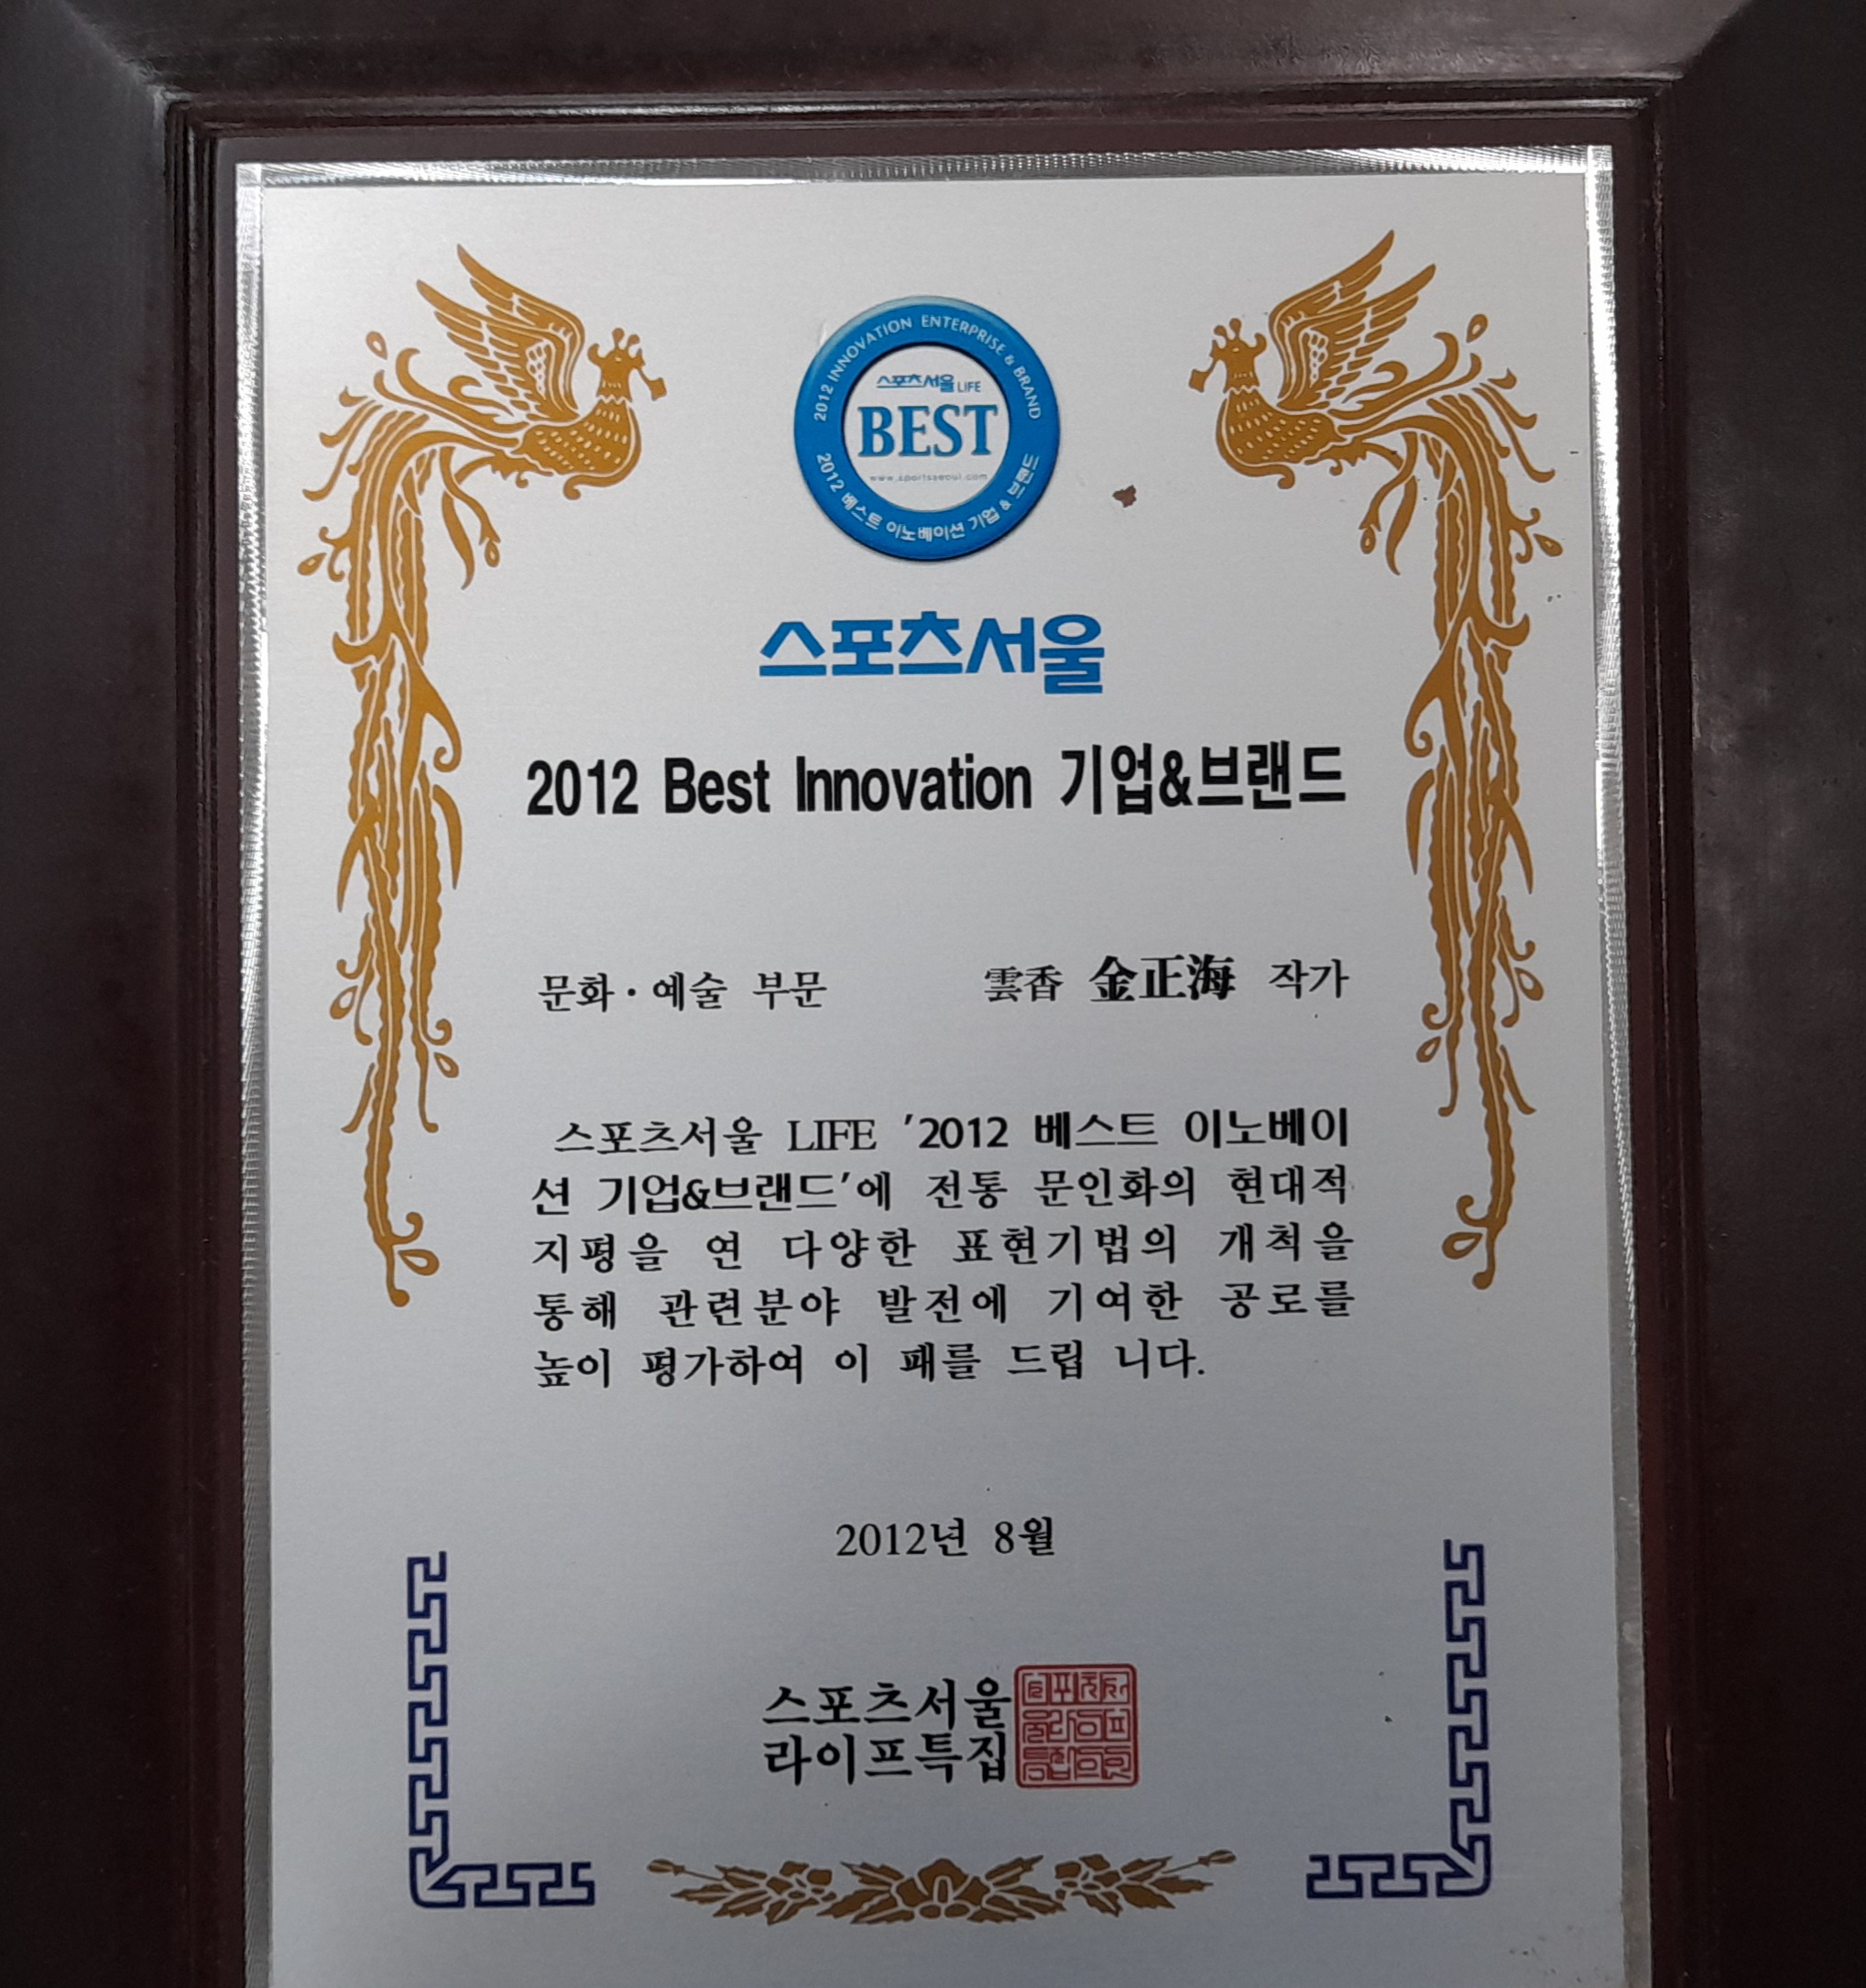 2012 INNOVATION ENTERPRISE & BRAND
스포츠서울 LIFE
BEST
www.sportsseoul.com
2012 베스트 이노베이션 기업 & 브랜드
스포츠서울
2012 Best Innovation 기업&브랜드
문화·예술 부문 雲香 金正海 작가
스포츠서울 LIFE '2012 베스트 이노베이
션 기업&브랜드'에 전통 문인화의 현대적
지평을 연 다양한 표현기법의 개척을
통해 관련분야 발전에 기여한 공로를
높이 평가하여 이 패를 드립 니다.
2012년 8월
스포츠서울
라이프특집